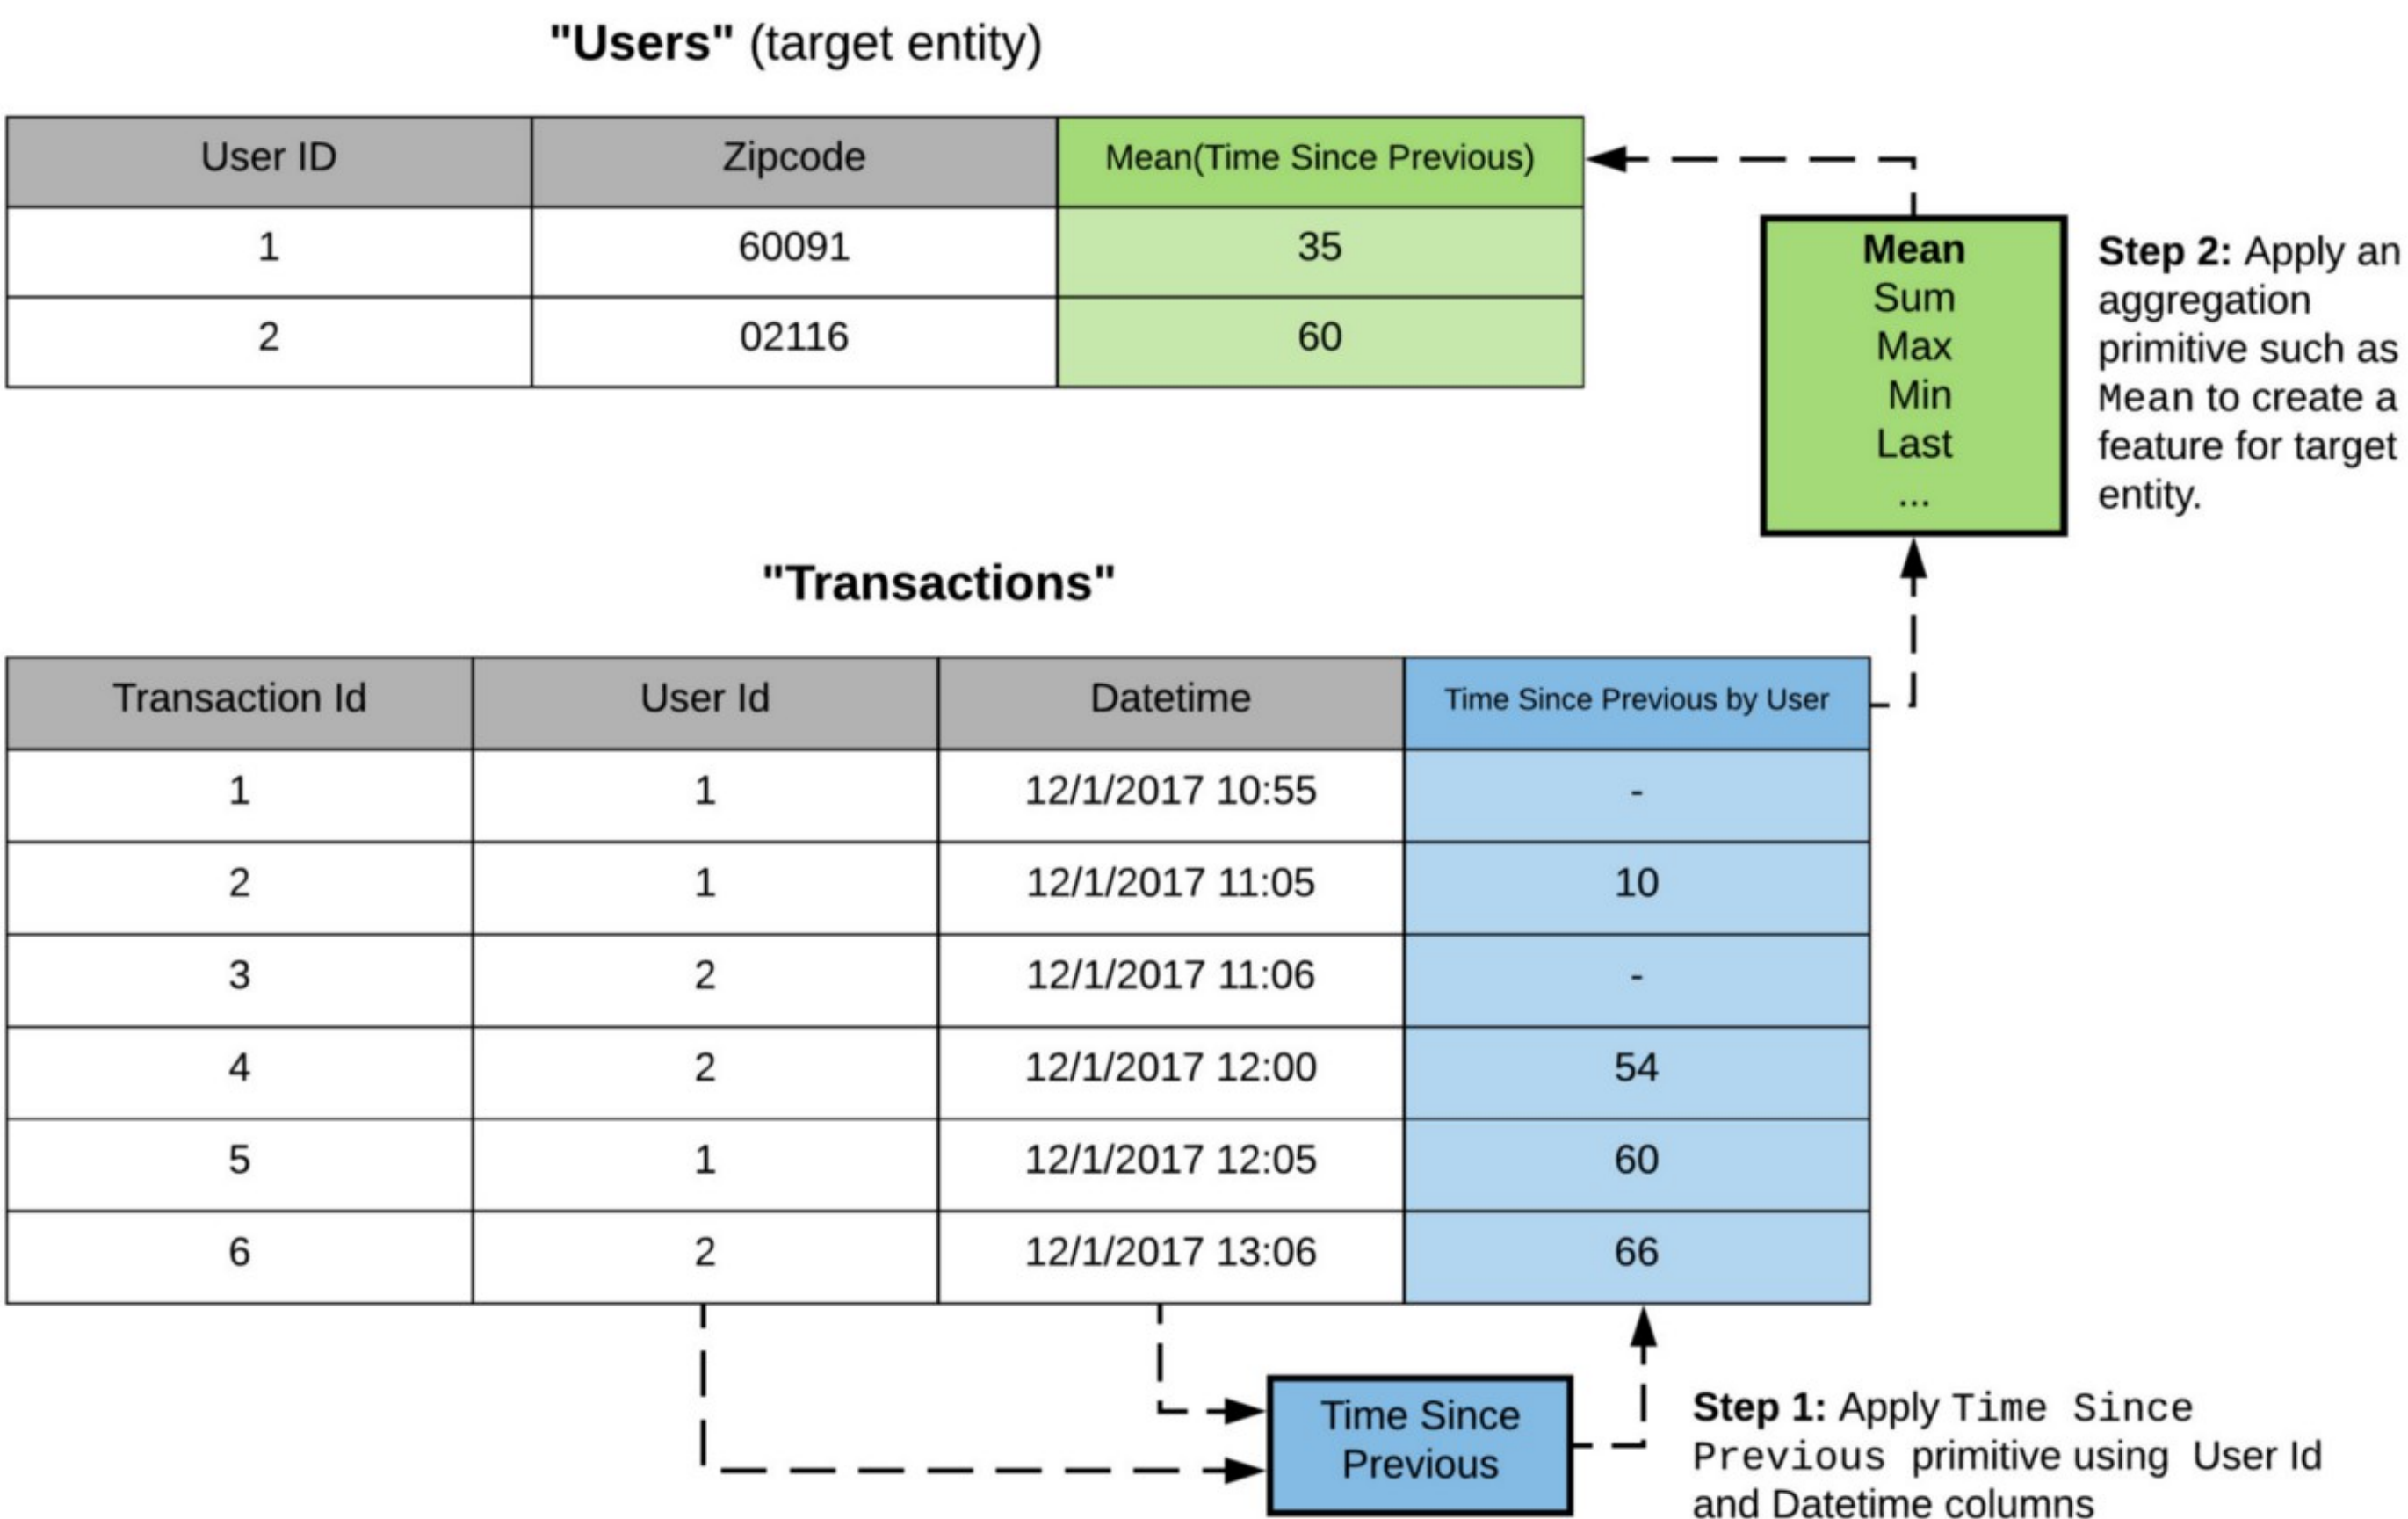 "Users" (target entity)
User ID Zipcode Mean(Time Since Previous)
1 60091 35
2 02116 60
Mean
Sum
Max
Min
Last
...
Step 2: Apply an
aggregation
primitive such as
Mean to create a
feature for target
entity.
"Transactions"
Transaction Id User Id Datetime Time Since Previous by User
1 1 12/1/2017 10:55 -
2 1 12/1/2017 11:05 10
3 2 12/1/2017 11:06 -
4 2 12/1/2017 12:00 54
5 1 12/1/2017 12:05 60
6 2 12/1/2017 13:06 66
Time Since
Previous
Step 1: Apply Time Since
Previous primitive using User Id
and Datetime columns